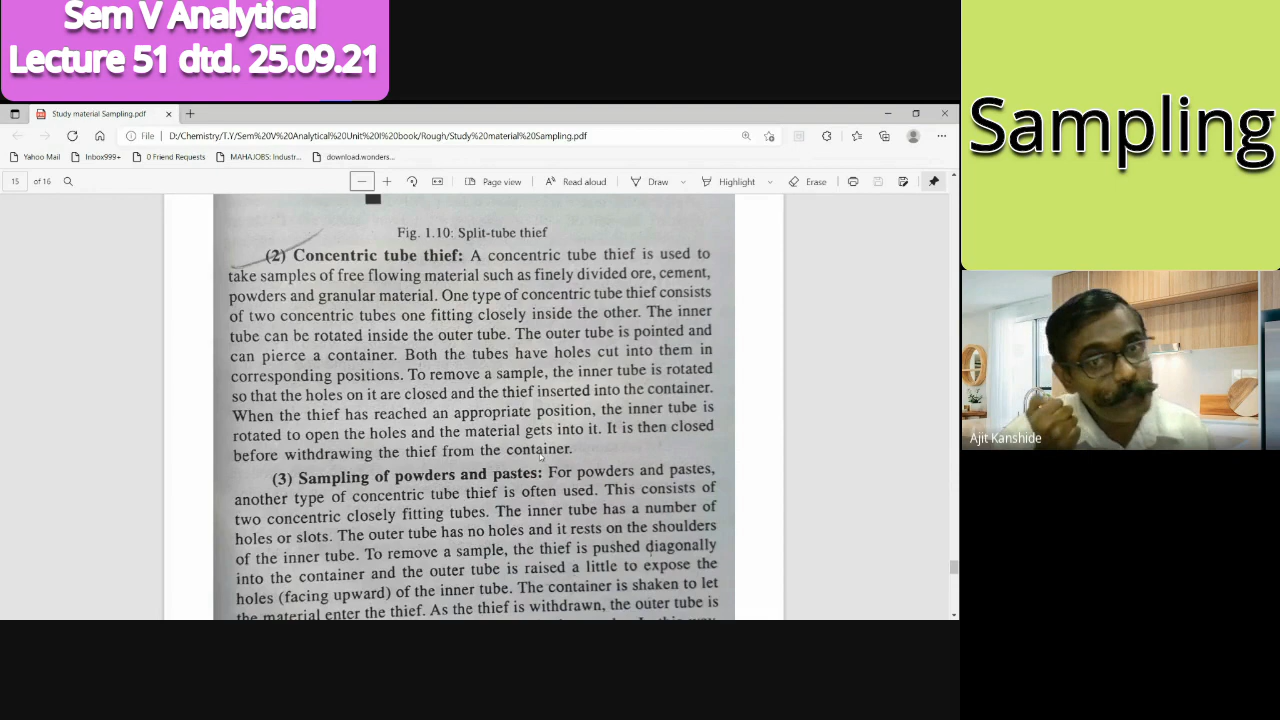 Sem V Analytical
Lecture 51 dtd. 25.09.21
Sampling
Study material Sampling.pdf
File
D:/Chemistry/T.Y/Sem%20V%20Analytical%20Unit%20I%20book/Rough/Study%20material%20Sampling.pdf
Yahoo Mail
Inbox999+
0 Friend Requests
MAHAJOBS: Industr...
download.wonders...
15 of 16
Page view
Read aloud
Draw
Highlight
Erase
Fig. 1.10: Split-tube thief
(2) Concentric tube thief: A concentric tube thief is used to
take samples of free flowing material such as finely divided ore, cement,
powders and granular material. One type of concentric tube thief consists
of two concentric tubes one fitting closely inside the other. The inner
tube can be rotated inside the outer tube. The outer tube is pointed and
can pierce a container. Both the tubes have holes cut into them in
corresponding positions. To remove a sample, the inner tube is rotated
so that the holes on it are closed and the thief inserted into the container.
When the thief has reached an appropriate position, the inner tube is
rotated to open the holes and the material gets into it. It is then closed
before withdrawing the thief from the container.
(3) Sampling of powders and pastes: For powders and pastes,
another type of concentric tube thief is often used. This consists of
two concentric closely fitting tubes. The inner tube has a number of
holes or slots. The outer tube has no holes and it rests on the shoulders
of the inner tube. To remove a sample, the thief is pushed diagonally
into the container and the outer tube is raised a little to expose the
holes (facing upward) of the inner tube. The container is shaken to let
the material enter the thief. As the thief is withdrawn, the outer tube is
Ajit Kanshide